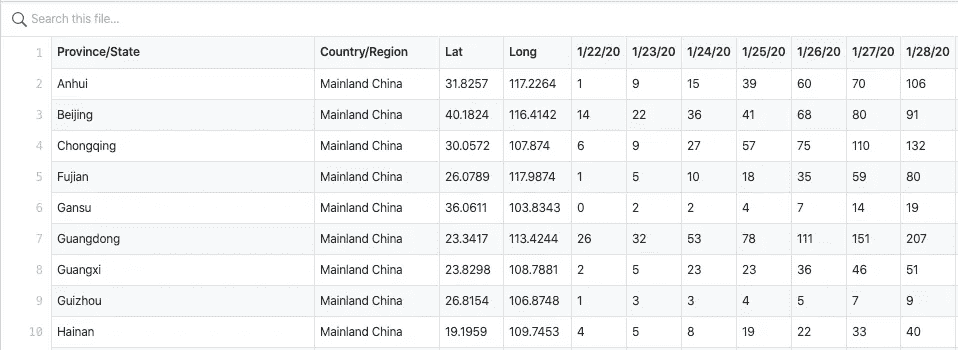 Search this file...
1 Province/State Country/Region Lat Long 1/22/20 1/23/20 1/24/20 1/25/20 1/26/20 1/27/20 1/28/20
2 Anhui Mainland China 31.8257 117.2264 1 9 15 39 60 70 106
3 Beijing Mainland China 40.1824 116.4142 14 22 36 41 68 80 91
4 Chongqing Mainland China 30.0572 107.874 6 9 27 57 75 110 132
5 Fujian Mainland China 26.0789 117.9874 1 5 10 18 35 59 80
6 Gansu Mainland China 36.0611 103.8343 0 2 2 4 7 14 19
7 Guangdong Mainland China 23.3417 113.4244 26 32 53 78 111 151 207
8 Guangxi Mainland China 23.8298 108.7881 2 5 23 23 36 46 51
9 Guizhou Mainland China 26.8154 106.8748 1 3 3 4 5 7 9
10 Hainan Mainland China 19.1959 109.7453 4 5 8 19 22 33 40